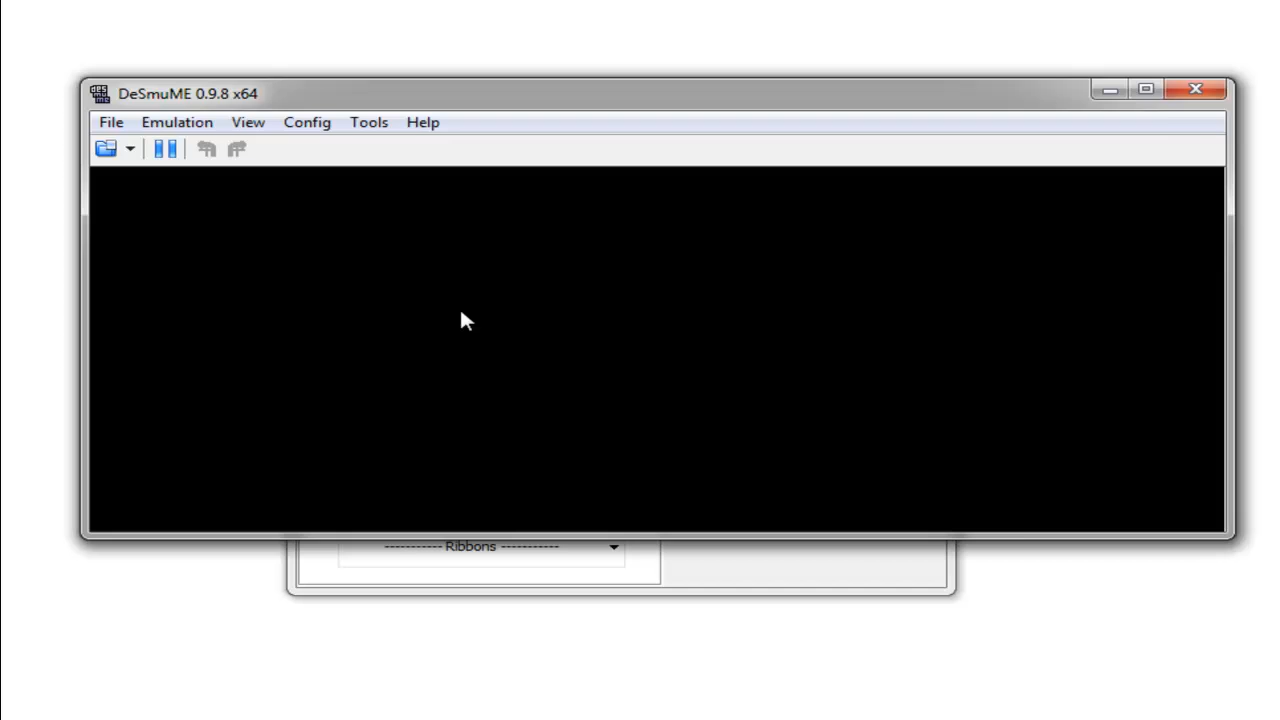 DeSmuME 0.9.8 x64
File Emulation View Config Tools Help
----------- Ribbons -----------